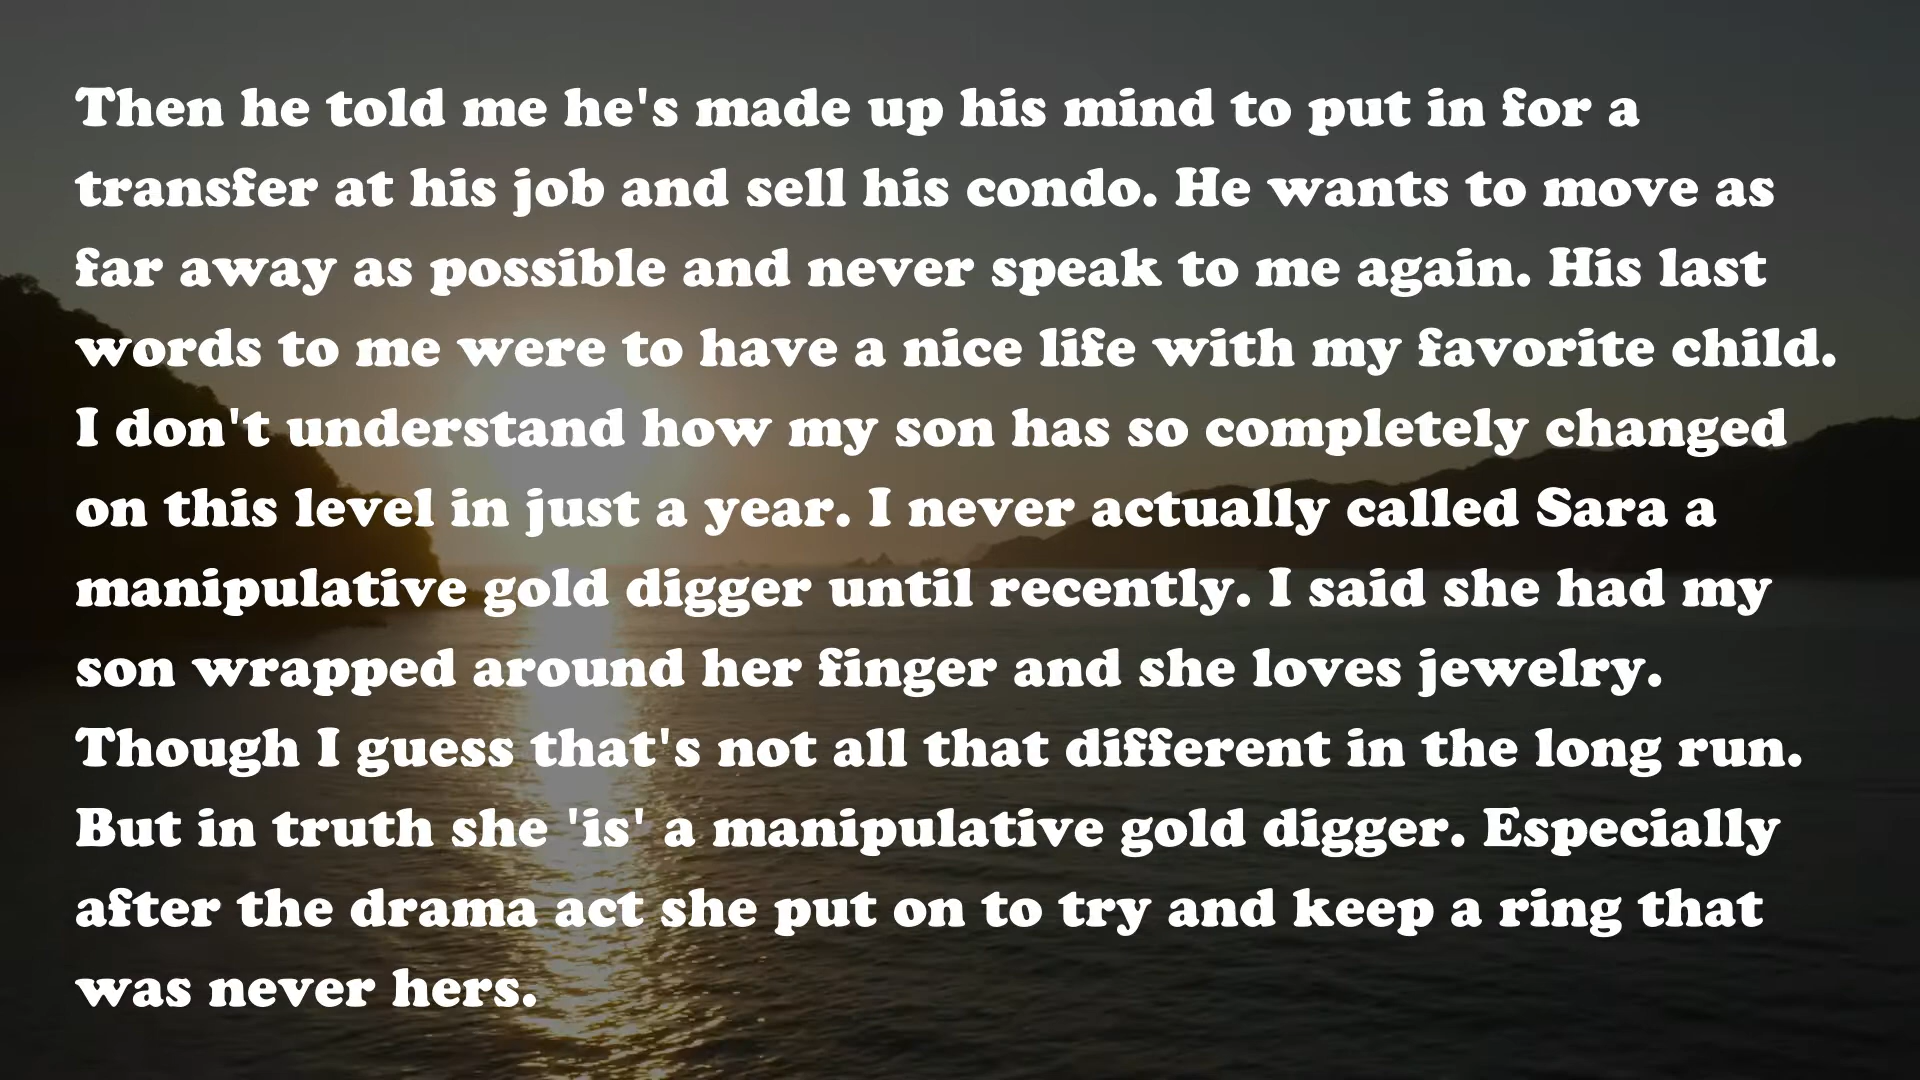 Then he told me he's made up his mind to put in for a
transfer at his job and sell his condo. He wants to move as
far away as possible and never speak to me again. His last
words to me were to have a nice life with my favorite child.
I don't understand how my son has so completely changed
on this level in just a year. I never actually called Sara a
manipulative gold digger until recently. I said she had my
son wrapped around her finger and she loves jewelry.
Though I guess that's not all that different in the long run.
But in truth she 'is' a manipulative gold digger. Especially
after the drama act she put on to try and keep a ring that
was never hers.